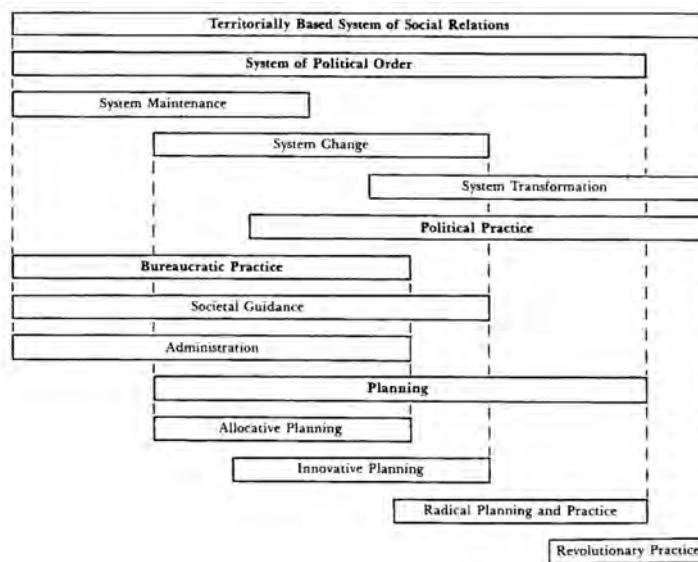 Territorially Based System of Social Relations
System of Political Order
System Maintenance
System Change
System Transformation
Political Practice
Bureaucratic Practice
Societal Guidance
Administration
Planning
Allocative Planning
Innovative Planning
Radical Planning and Practice
Revolutionary Practice